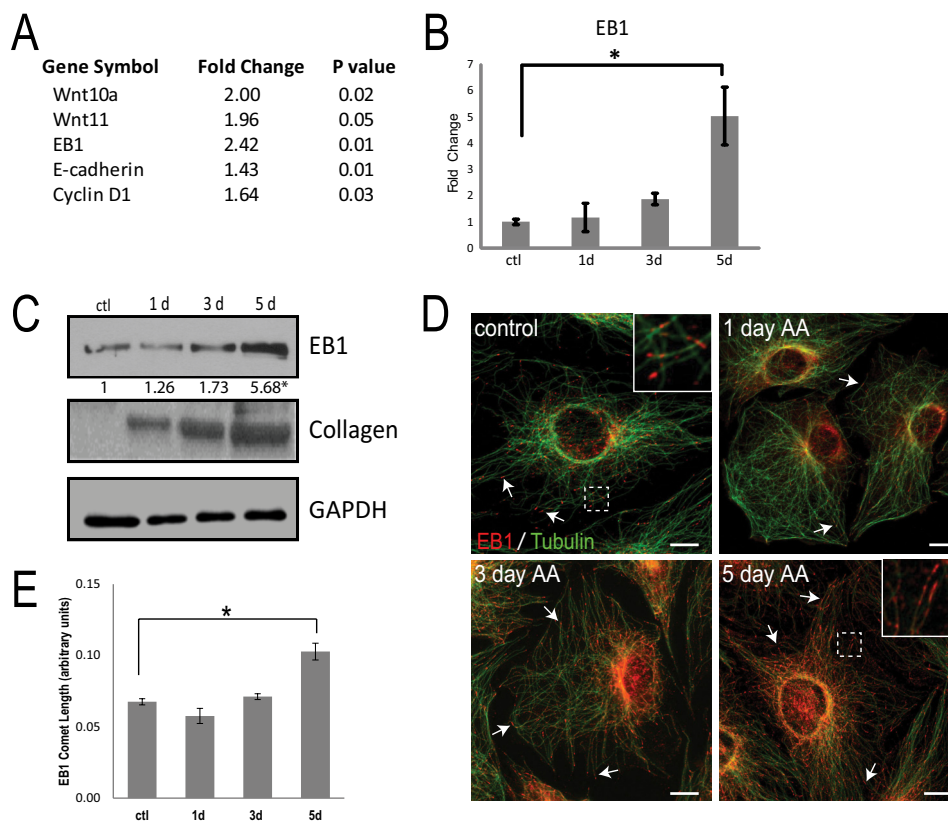 A
Gene Symbol Fold Change P value
Wnt10a 2.00 0.02
Wnt11 1.96 0.05
EB1 2.42 0.01
E-cadherin 1.43 0.01
Cyclin D1 1.64 0.03
B
EB1
*
Fold Change
7
6
5
4
3
2
1
0
ctl 1d 3d 5d
C
ctl 1 d 3 d 5 d
EB1
1 1.26 1.73 5.68*
Collagen
GAPDH
D
control
EB1/Tubulin
1 day AA
3 day AA
5 day AA
E
EB1 Comet Length (arbitrary units)
0.15
0.10
0.05
0.00
*
ctl 1d 3d 5d